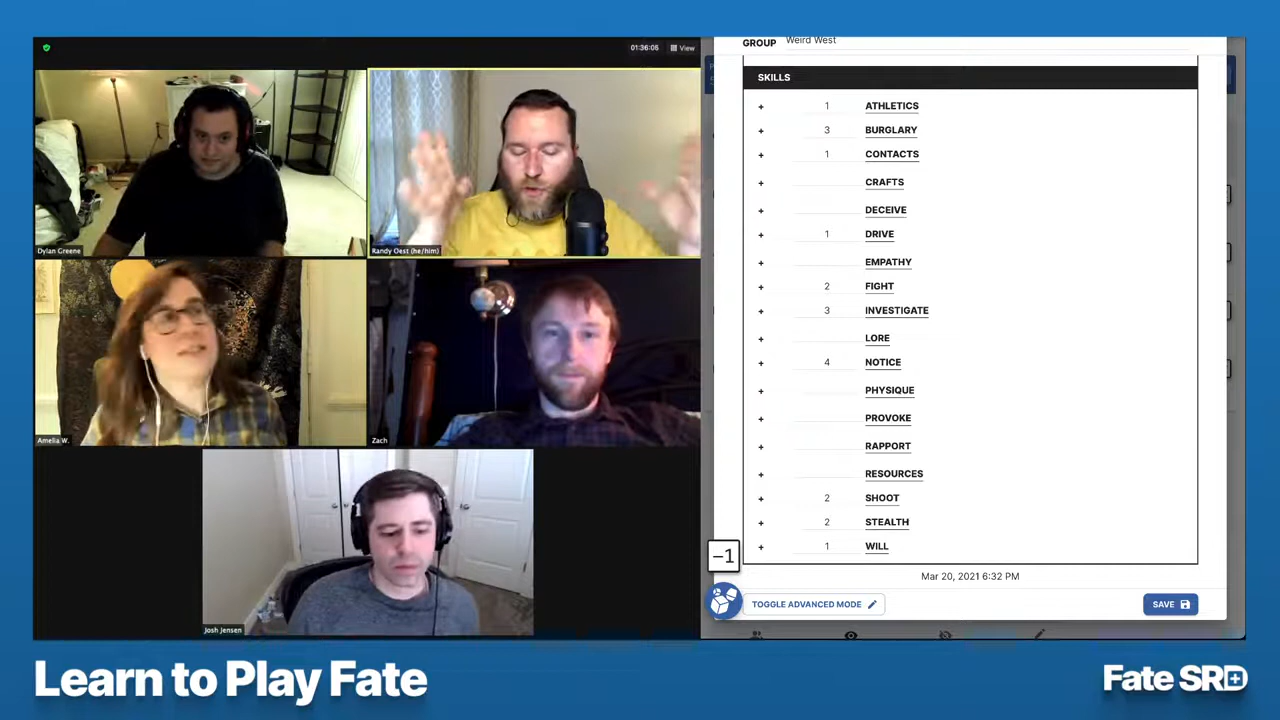 01:36:06
View
Dylan Greene
Randy Oest (he/him)
Amelia W.
Zach
Josh Jensen
GROUP Weird West
SKILLS
+ 1 ATHLETICS
+ 3 BURGLARY
+ 1 CONTACTS
+ CRAFTS
+ DECEIVE
+ 1 DRIVE
+ EMPATHY
+ 2 FIGHT
+ 3 INVESTIGATE
+ LORE
+ 4 NOTICE
+ PHYSIQUE
+ PROVOKE
+ RAPPORT
+ RESOURCES
+ 2 SHOOT
+ 2 STEALTH
+ 1 WILL
−1
Mar 20, 2021 6:32 PM
TOGGLE ADVANCED MODE
SAVE
Learn to Play Fate
Fate SRD